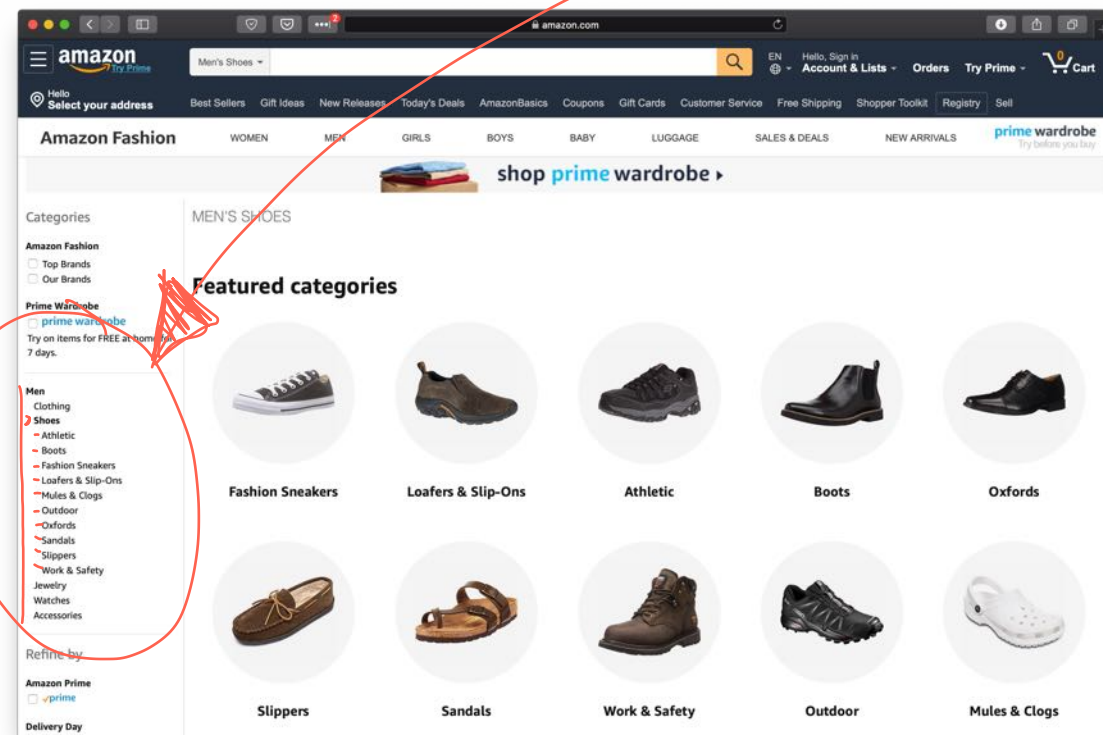 2
amazon.com
amazon
Try Prime
Men's Shoes
EN
Hello, Sign in
Account & Lists
Orders
Try Prime
0
Cart
Hello
Select your address
Best Sellers Gift Ideas New Releases Today's Deals AmazonBasics Coupons Gift Cards Customer Service Free Shipping Shopper Toolkit Registry Sell
Amazon Fashion
WOMEN MEN GIRLS BOYS BABY LUGGAGE SALES & DEALS NEW ARRIVALS
prime wardrobe
Try before you buy
shop prime wardrobe
Categories
Amazon Fashion
Top Brands
Our Brands
Prime Wardrobe
prime wardrobe
Try on items for FREE at home for
7 days.
Men
Clothing
Shoes
Athletic
Boots
Fashion Sneakers
Loafers & Slip-Ons
Mules & Clogs
Outdoor
Oxfords
Sandals
Slippers
Work & Safety
Jewelry
Watches
Accessories
Refine by
Amazon Prime
prime
Delivery Day
MEN'S SHOES
Featured categories
Fashion Sneakers Loafers & Slip-Ons Athletic Boots Oxfords
Slippers Sandals Work & Safety Outdoor Mules & Clogs